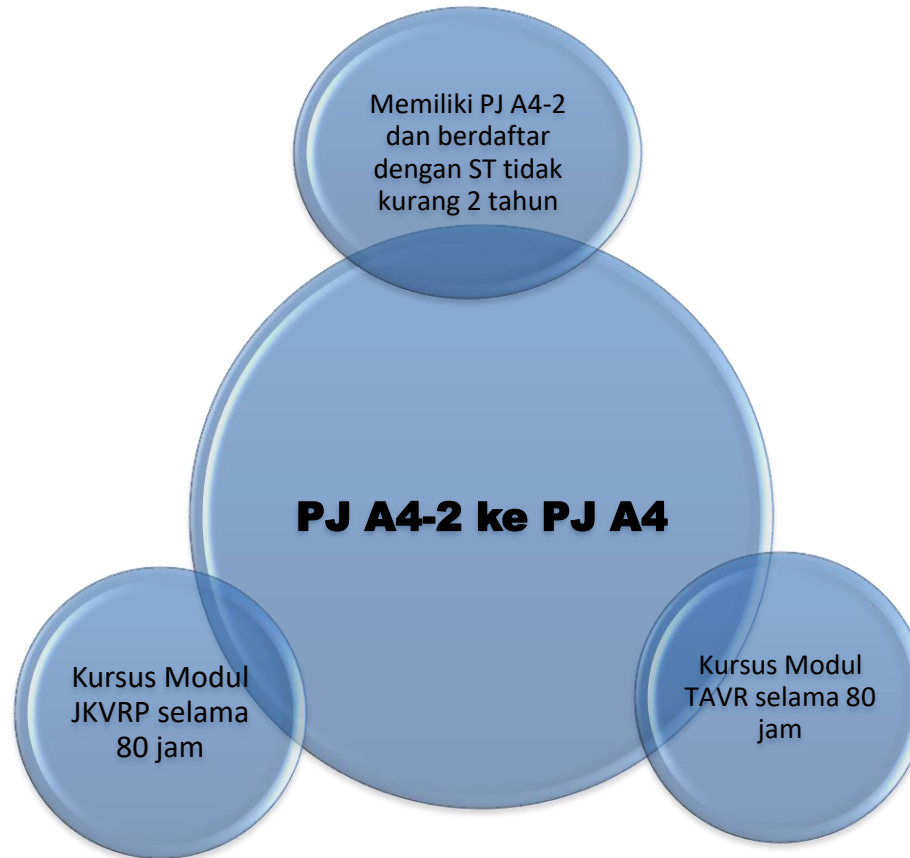 Memiliki PJ A4-2
dan berdaftar
dengan ST tidak
kurang 2 tahun
PJ A4-2 ke PJ A4
Kursus Modul
JKVRP selama
80 jam
Kursus Modul
TAVR selama 80
jam